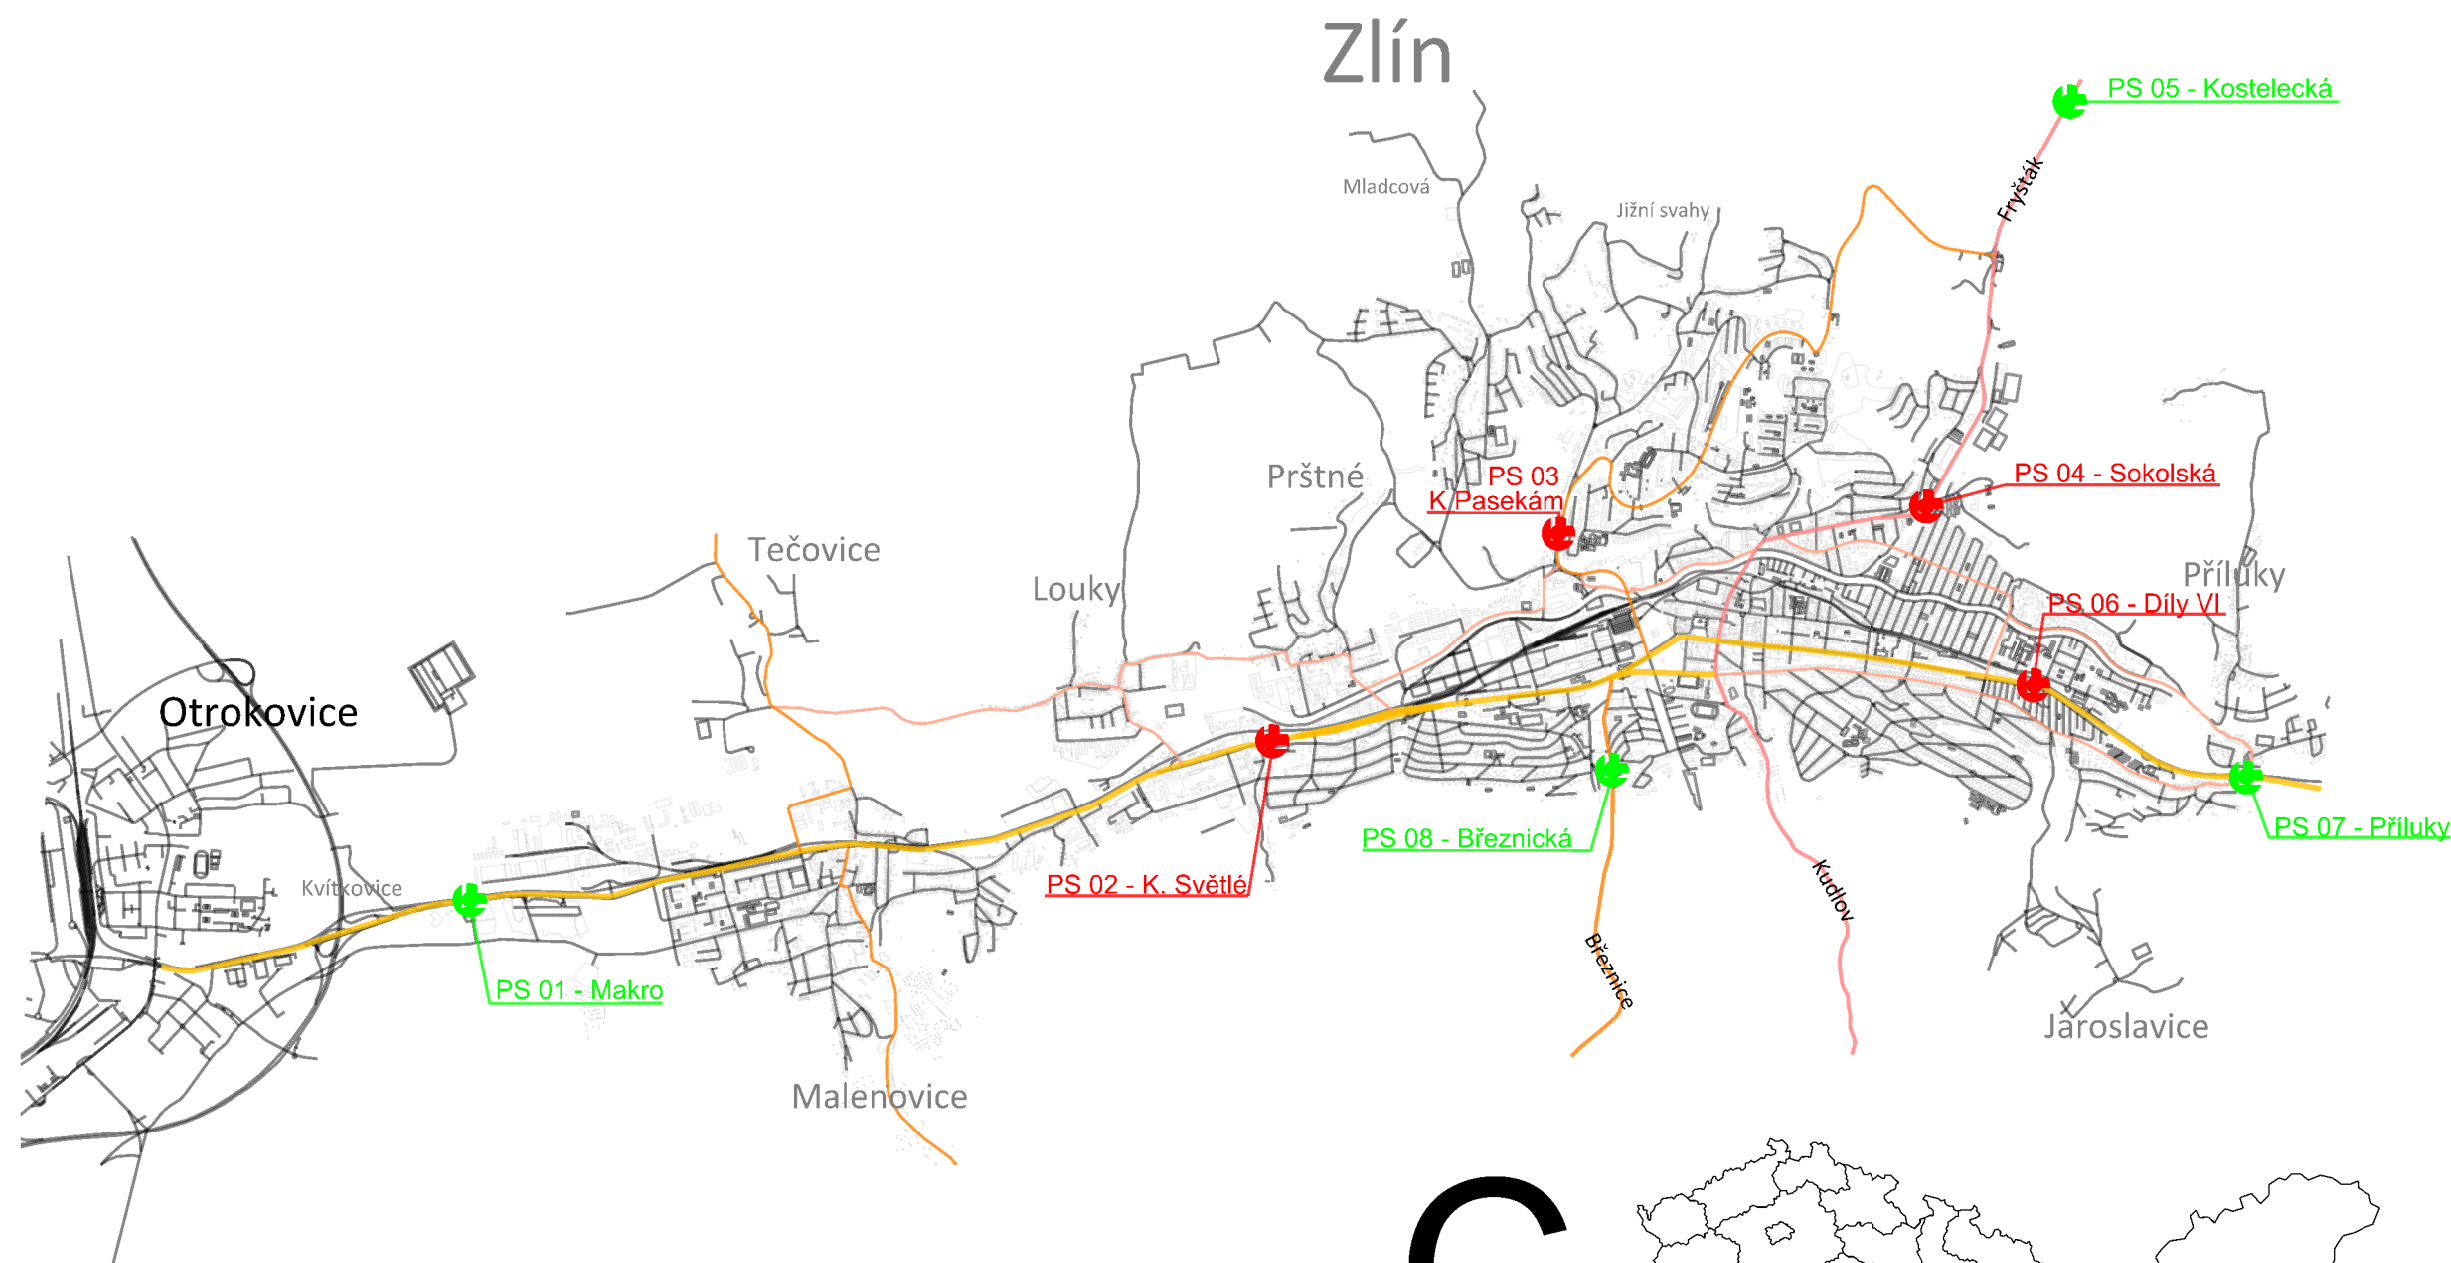 Zlín
PS 05 - Kostelecká
Fryšták
Mladcová
Jižní svahy
PS 03
K Pasekám
PS 04 - Sokolská
Prštné
Tečovice
Louky
Příluky
PS 06 - Díly VI
Otrokovice
PS 08 - Březnická
PS 07 - Příluky
Kvítkovice
PS 02 - K. Světlé
Kudlov
Březnice
PS 01 - Makro
Jaroslavice
Malenovice